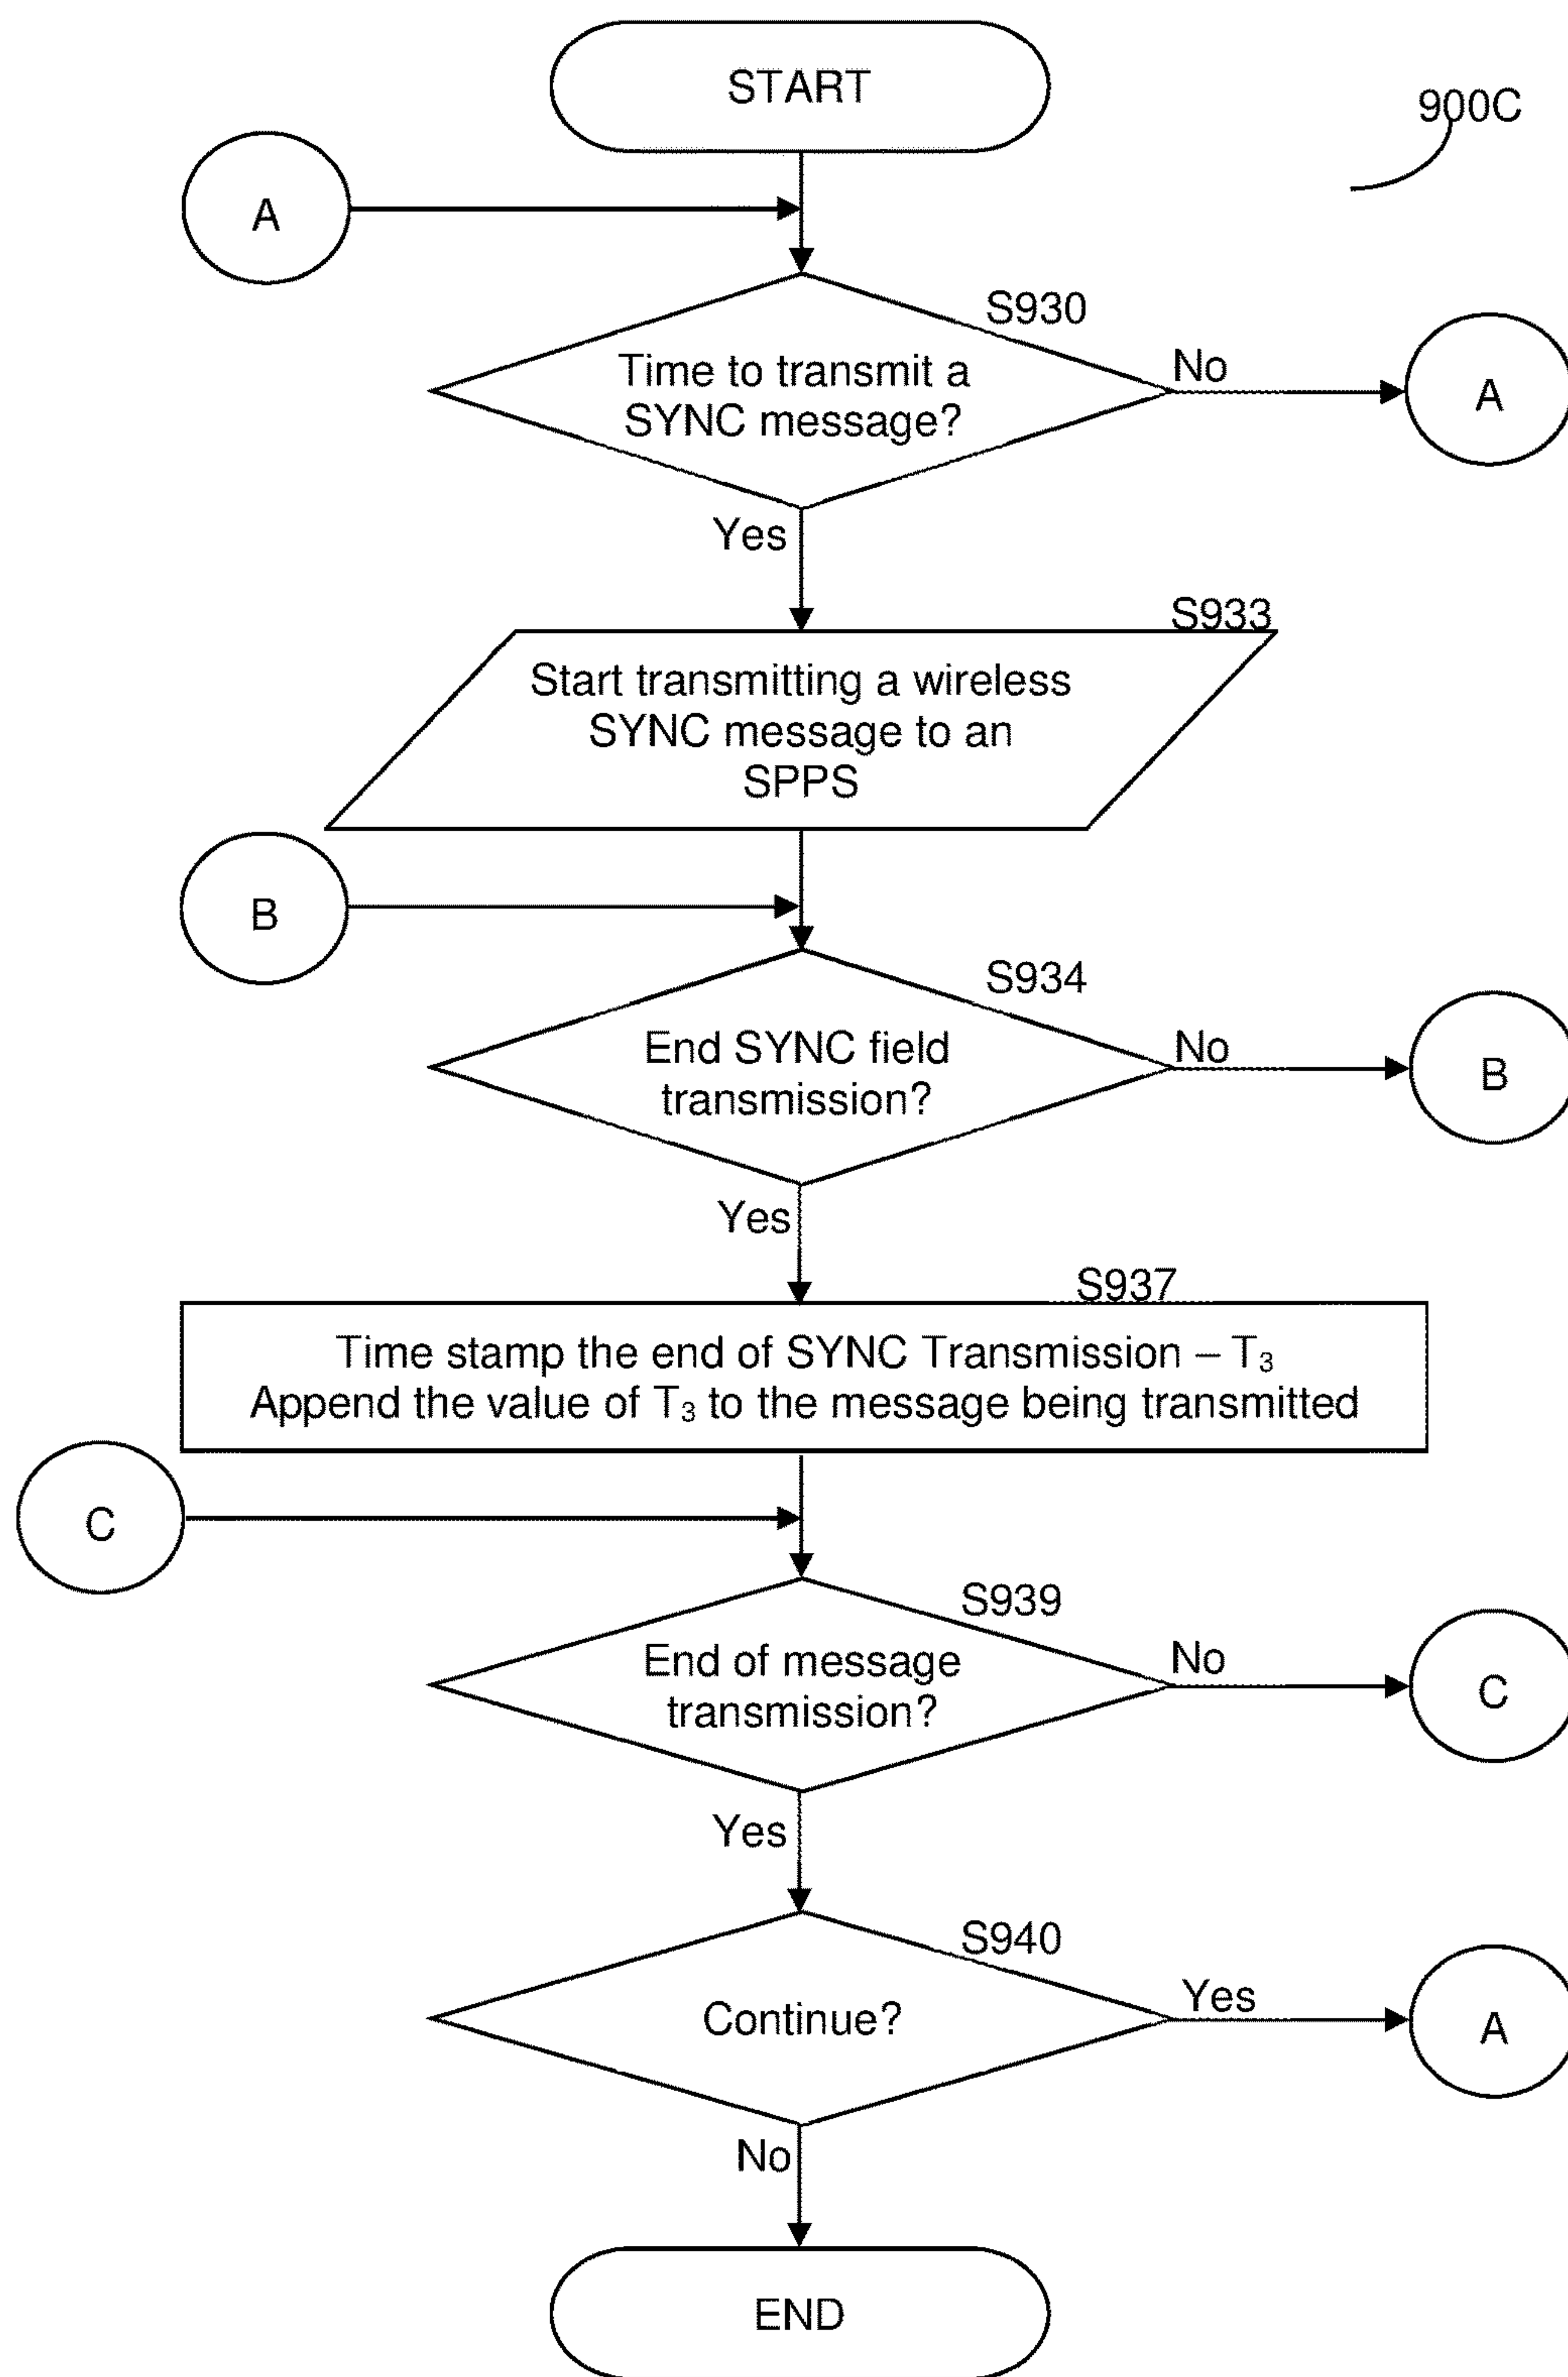 START
900C
A
S930
Time to transmit a
SYNC message?
No
A
Yes
S933
Start transmitting a wireless
SYNC message to an
SPPS
B
S934
End SYNC field
transmission?
No
B
Yes
S937
Time stamp the end of SYNC Transmission – T₃
Append the value of T₃ to the message being transmitted
C
S939
End of message
transmission?
No
C
Yes
S940
Continue?
Yes
A
No
END